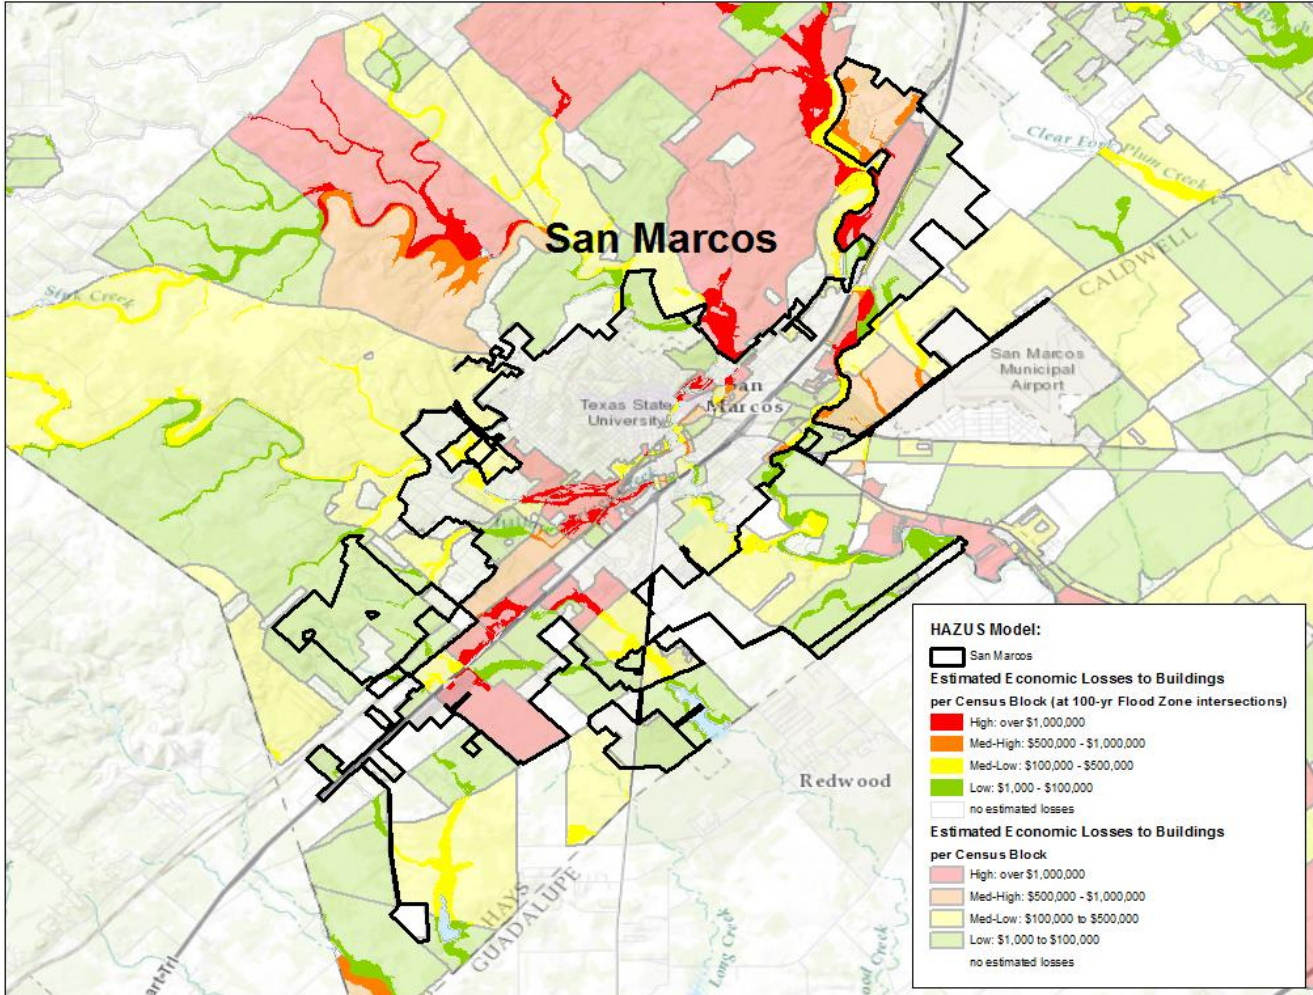 Clear Fork Plum Creek
San Marcos
CALDWELL
Sink Creek
San Marcos
Municipal
Airport
San
Marcos
Texas State
University
HAZUS Model:
San Marcos
Estimated Economic Losses to Buildings
per Census Block (at 100-yr Flood Zone intersections)
High: over $1,000,000
Med-High: $500,000 - $1,000,000
Med-Low: $100,000 - $500,000
Low: $1,000 - $100,000
no estimated losses
Estimated Economic Losses to Buildings
per Census Block
High: over $1,000,000
Med-High: $500,000 - $1,000,000
Med-Low: $100,000 to $500,000
Low: $1,000 to $100,000
no estimated losses
Redwood
HAYS
GUADALUPE
Long Creek
art-Trl